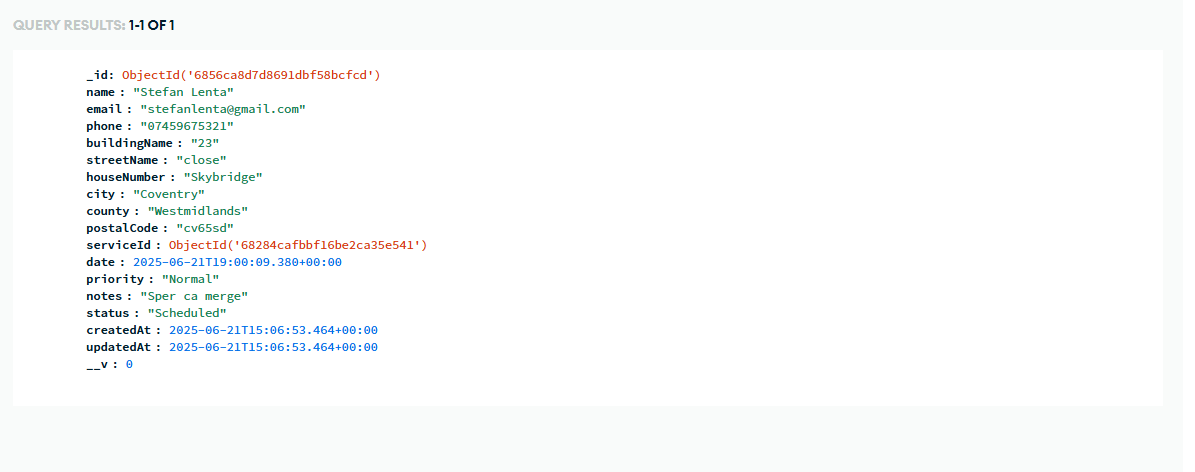 QUERY RESULTS: 1-1 OF 1
_id: ObjectId('6856ca8d7d8691dbf58bcfcd')
name : "Stefan Lenta"
email : "stefanlenta@gmail.com"
phone : "07459675321"
buildingName : "23"
streetName : "close"
houseNumber : "Skybridge"
city : "Coventry"
county : "Westmidlands"
postalCode : "cv65sd"
serviceId : ObjectId('68284cafbbf16be2ca35e541')
date : 2025-06-21T19:00:09.380+00:00
priority : "Normal"
notes : "Sper ca merge"
status : "Scheduled"
createdAt : 2025-06-21T15:06:53.464+00:00
updatedAt : 2025-06-21T15:06:53.464+00:00
__v : 0